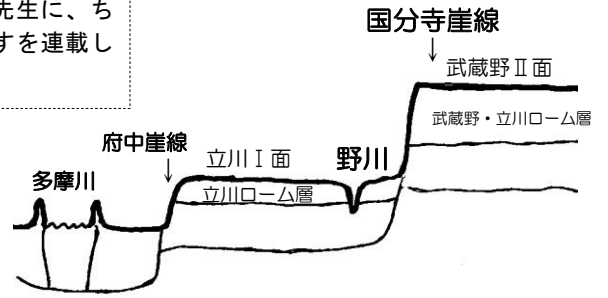 先生に、ち
すを連載し
国分寺崖線
武蔵野Ⅱ面
武蔵野・立川ローム層
府中崖線
立川Ⅰ面
野川
多摩川
立川ローム層